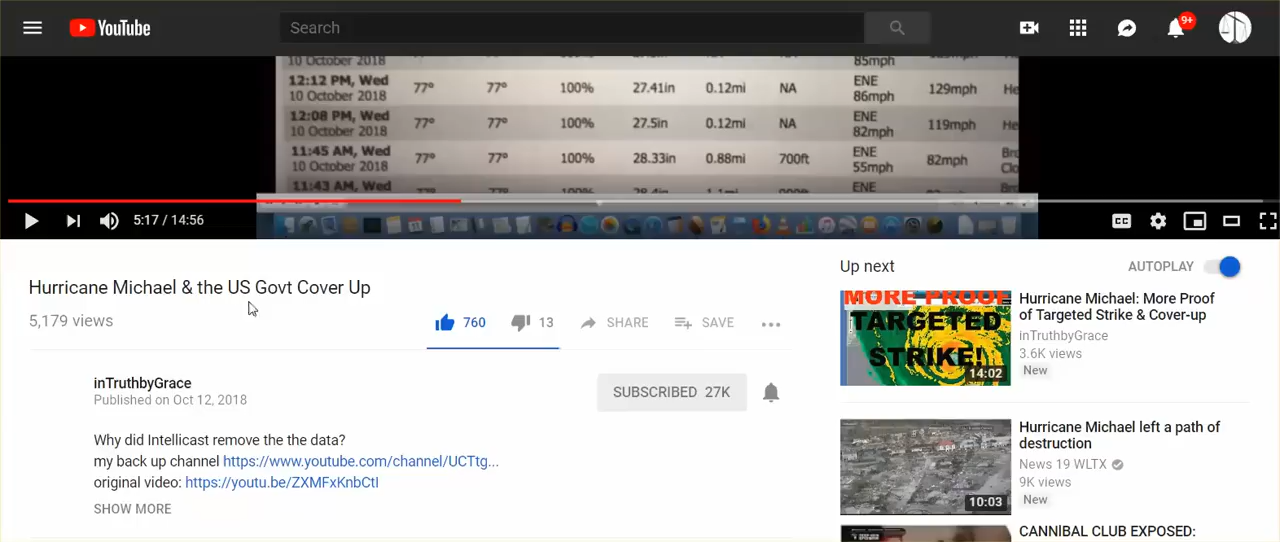 YouTube
Search
9+
85mph
12:12 PM, Wed
10 October 2018
77° 77° 100% 27.41in 0.12mi NA ENE 86mph 129mph He
12:08 PM, Wed
10 October 2018
77° 77° 100% 27.5in 0.12mi NA ENE 82mph 119mph He
11:45 AM, Wed
10 October 2018
77° 77° 100% 28.33in 0.88mi 700ft ENE 55mph 82mph Bro Clo
11:43 AM, Wed
ENE
5:17 / 14:56
CC
Hurricane Michael & the US Govt Cover Up
5,179 views
760 13 SHARE SAVE
inTruthbyGrace
Published on Oct 12, 2018
SUBSCRIBED 27K
Why did Intellicast remove the the data?
my back up channel https://www.youtube.com/channel/UCTtg...
original video: https://youtu.be/ZXMFxKnbCtI
SHOW MORE
Up next
AUTOPLAY
MORE PROOF
TARGETED
STRIKE!
14:02
Hurricane Michael: More Proof
of Targeted Strike & Cover-up
inTruthbyGrace
3.6K views
New
10:03
Hurricane Michael left a path of
destruction
News 19 WLTX
9K views
New
CANNIBAL CLUB EXPOSED: